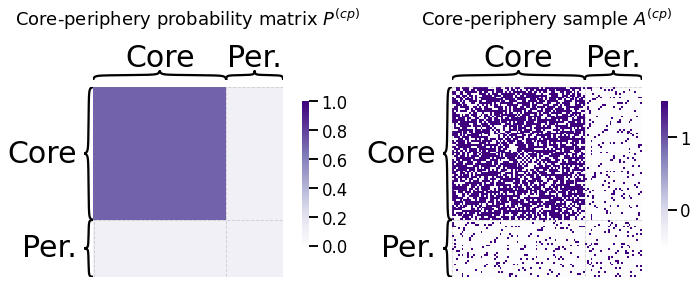 Core-periphery probability matrix P^{(cp)}
Core Per.
Core
Per.
1.0
0.8
0.6
0.4
0.2
0.0
Core-periphery sample A^{(cp)}
Core Per.
Core
Per.
1
0